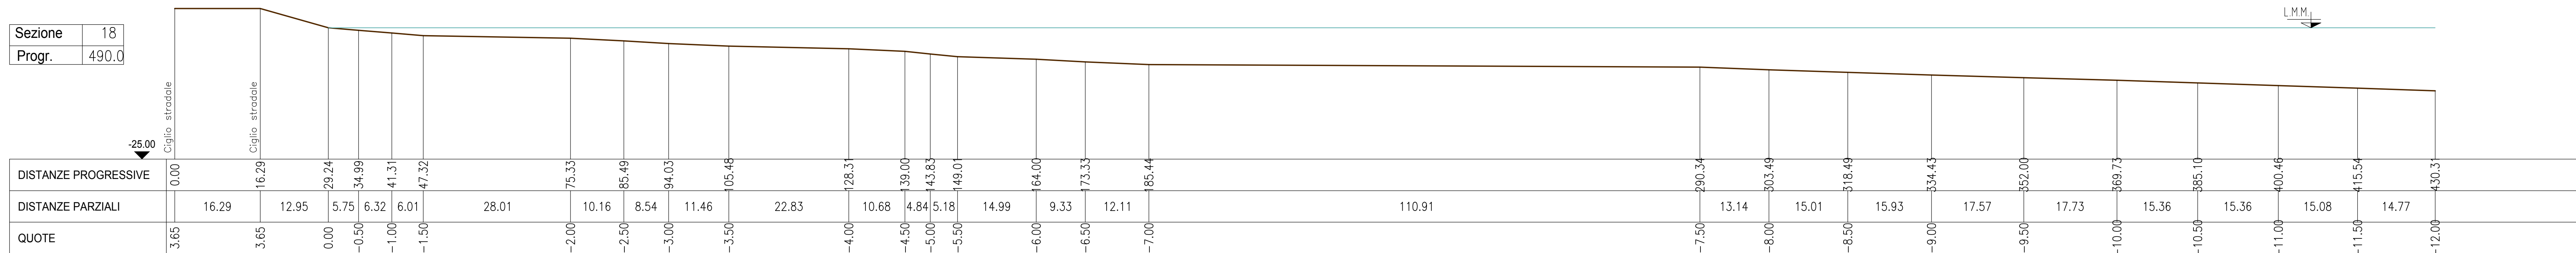 L.M.M.
Sezione 18
Progr. 490.0
Ciglio stradale
Ciglio stradale
-25.00
DISTANZE PROGRESSIVE 0.00 16.29 29.24 34.99 41.31 47.32 75.33 85.49 94.03 105.48 128.31 139.00 143.83 149.01 164.00 173.33 185.44 290.34 303.49 318.49 334.43 352.00 369.73 385.10 400.46 415.54 430.31
DISTANZE PARZIALI 16.29 12.95 5.75 6.32 6.01 28.01 10.16 8.54 11.46 22.83 10.68 4.84 5.18 14.99 9.33 12.11 110.91 13.14 15.01 15.93 17.57 17.73 15.36 15.36 15.08 14.77
QUOTE 3.65 3.65 0.00 -0.50 -1.00 -1.50 -2.00 -2.50 -3.00 -3.50 -4.00 -4.50 -5.00 -5.50 -6.00 -6.50 -7.00 -7.50 -8.00 -8.50 -9.00 -9.50 -10.00 -10.50 -11.00 -11.50 -12.00